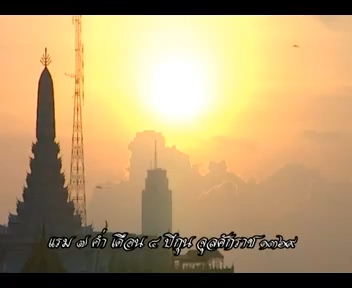 แรม ๗ ค่ำ เดือน ๔ ปีกุน จุลศักราช ๑๓๖๙